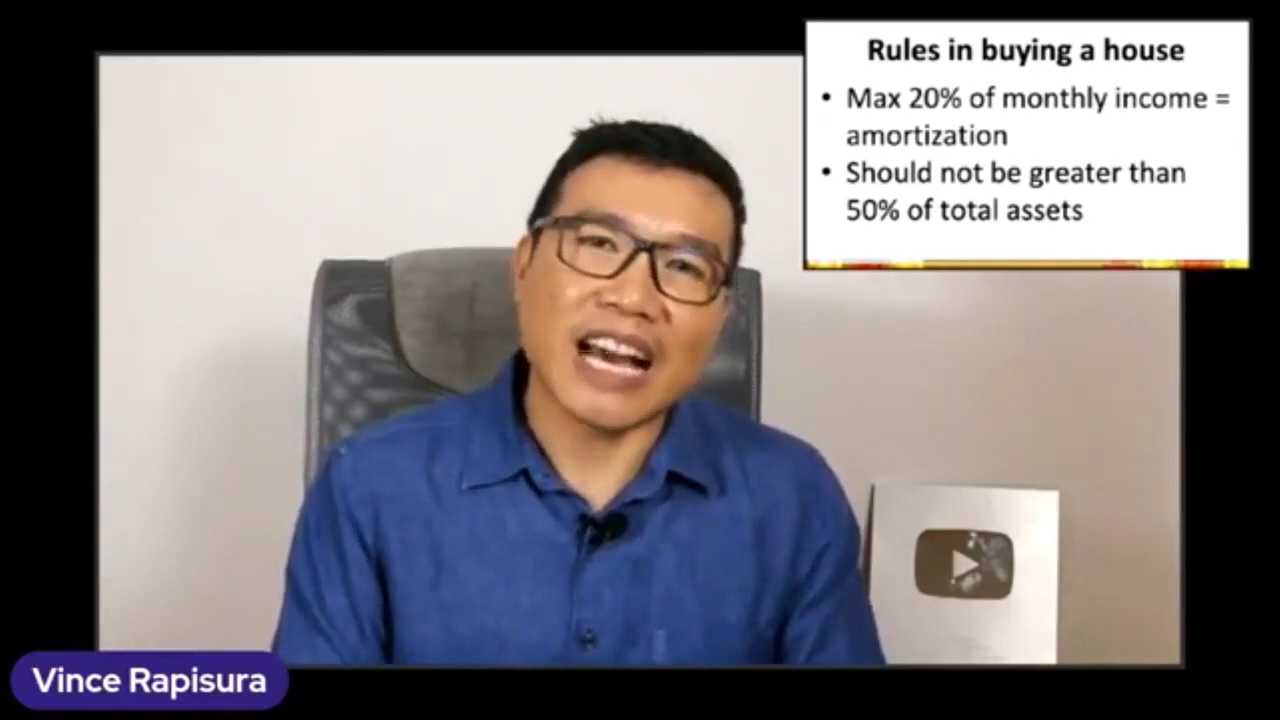 Rules in buying a house
• Max 20% of monthly income =
amortization
• Should not be greater than
50% of total assets
Vince Rapisura